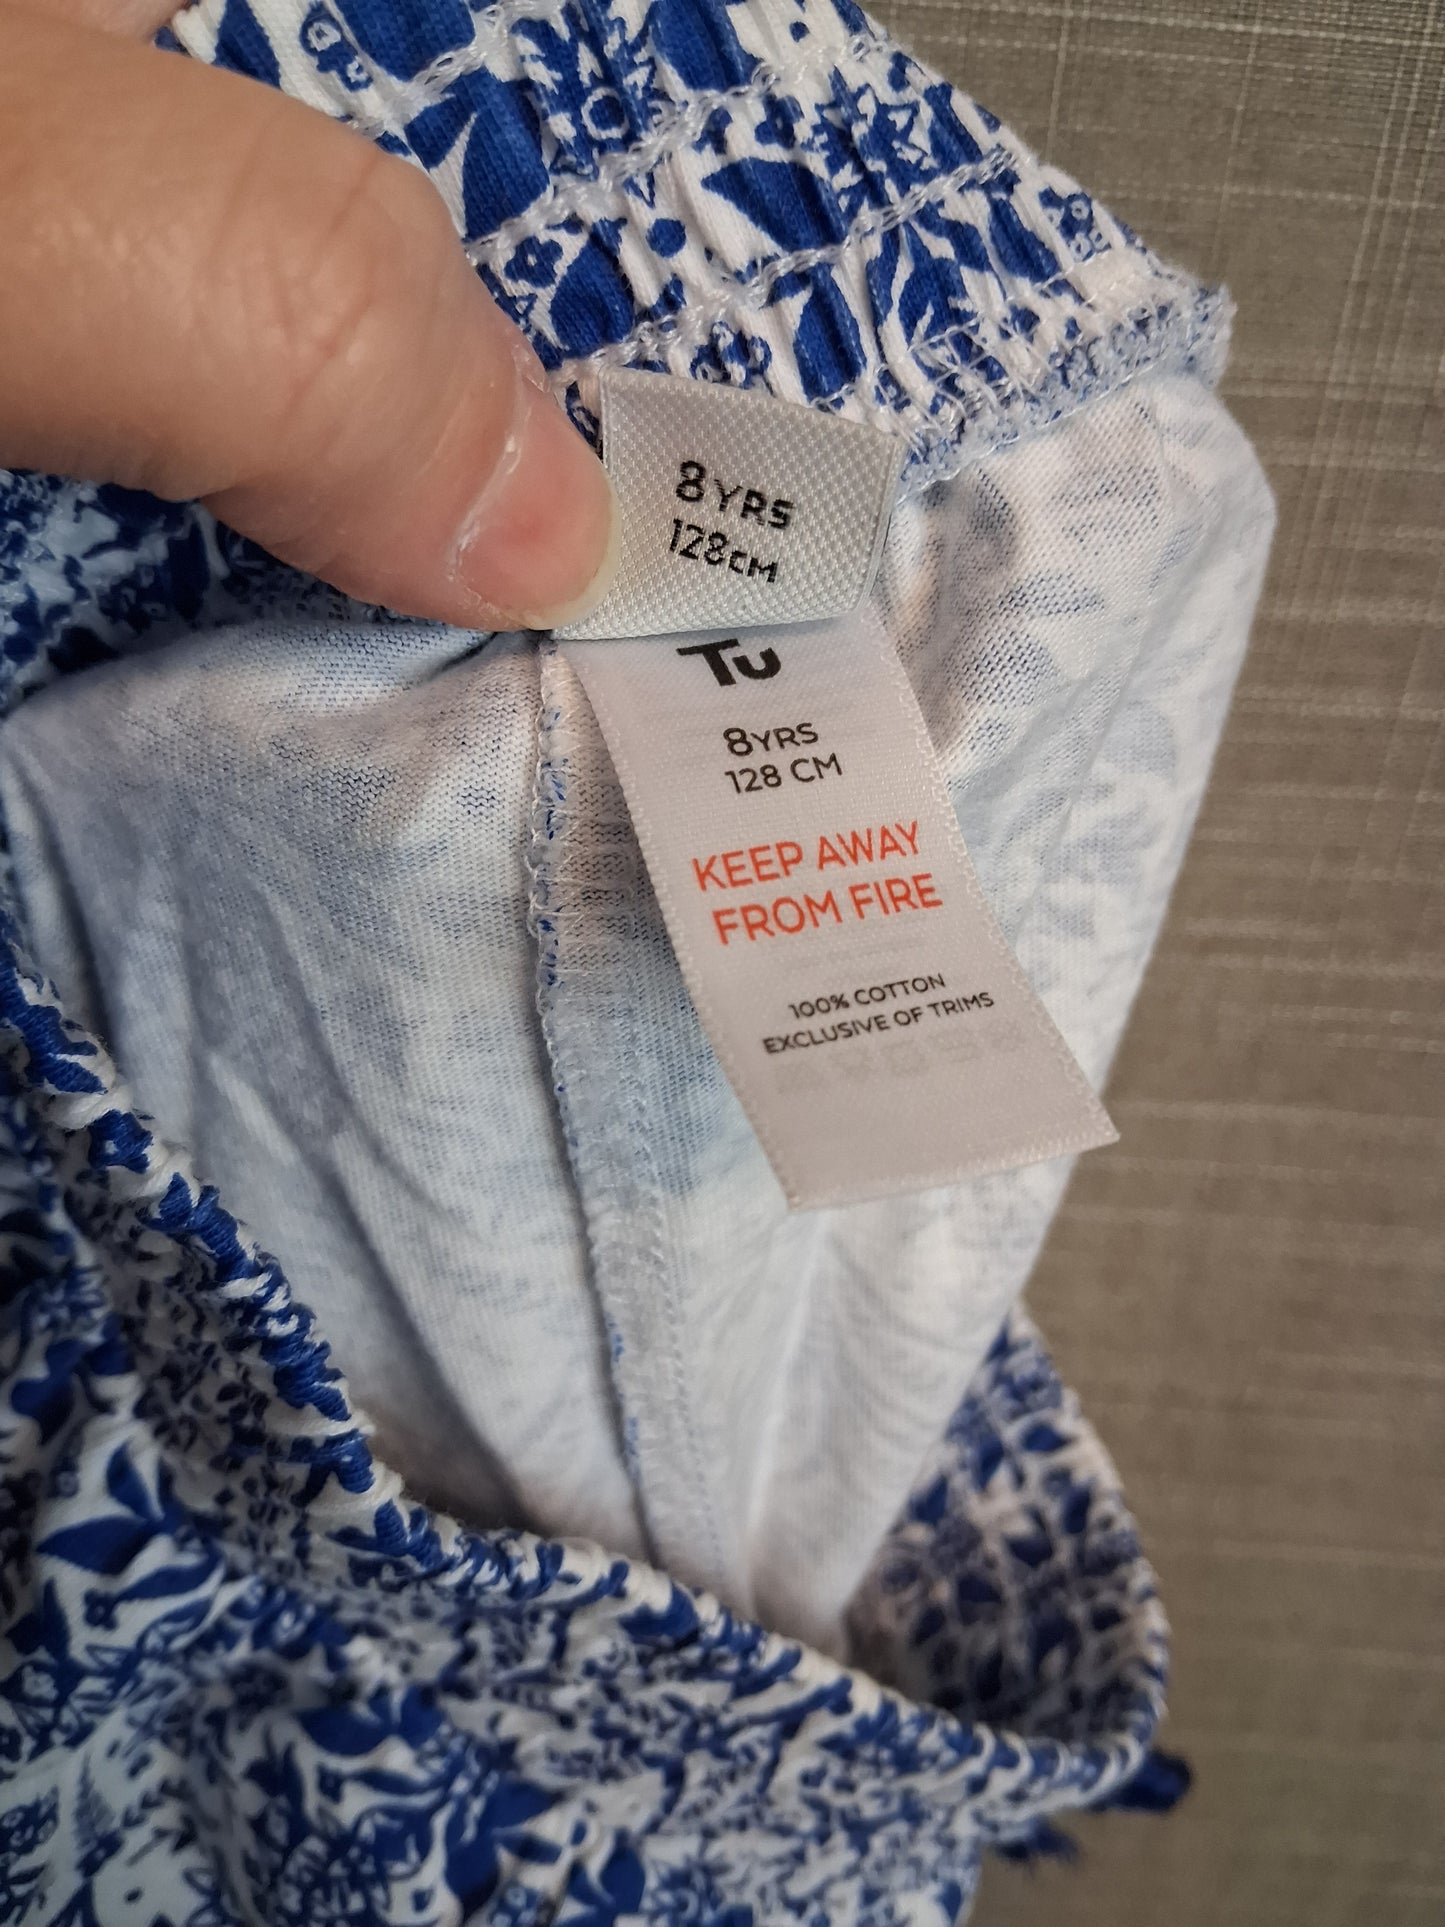 8YRS
128CM
Tu
8YRS
128 CM
KEEP AWAY
FROM FIRE
100% COTTON
EXCLUSIVE OF TRIMS